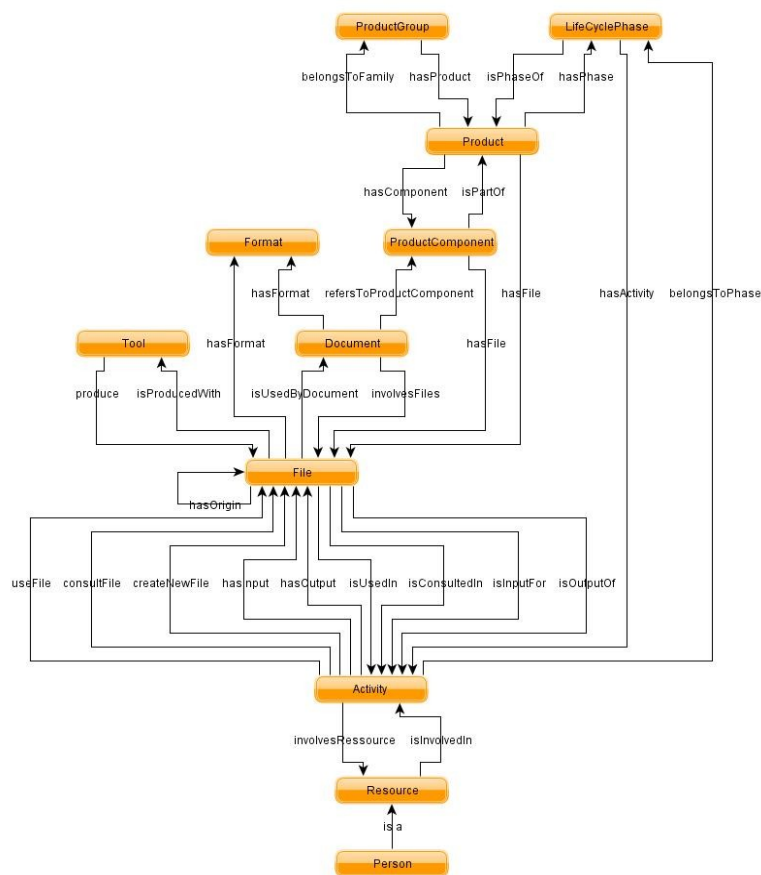 ProductGroup
LifeCyclePhase
belongsToFamily
hasProduct
isPhaseOf
hasPhase
Product
hasComponent
isPartOf
Format
ProductComponent
hasFormat
refersToProductComponent
hasFile
hasActivity
belongsToPhase
Tool
hasFormat
Document
hasFile
produce
isProducedWith
isUsedByDocument
involvesFiles
File
hasOrigin
useFile
consultFile
createNewFile
hasInput
hasOutput
isUsedIn
isConsultedIn
isInputFor
isOutputOf
Activity
involvesRessource
isInvolvedIn
Resource
is a
Person